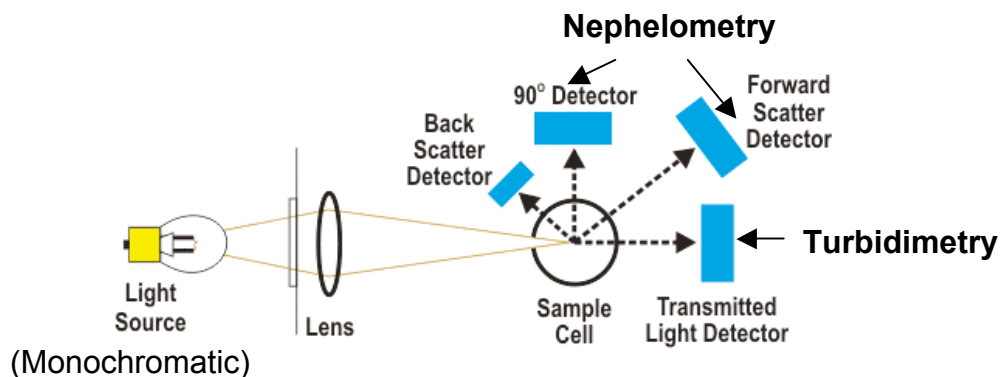 Nephelometry
90° Detector
Forward
Scatter
Detector
Back
Scatter
Detector
Turbidimetry
Light
Source
(Monochromatic)
Lens
Sample
Cell
Transmitted
Light Detector